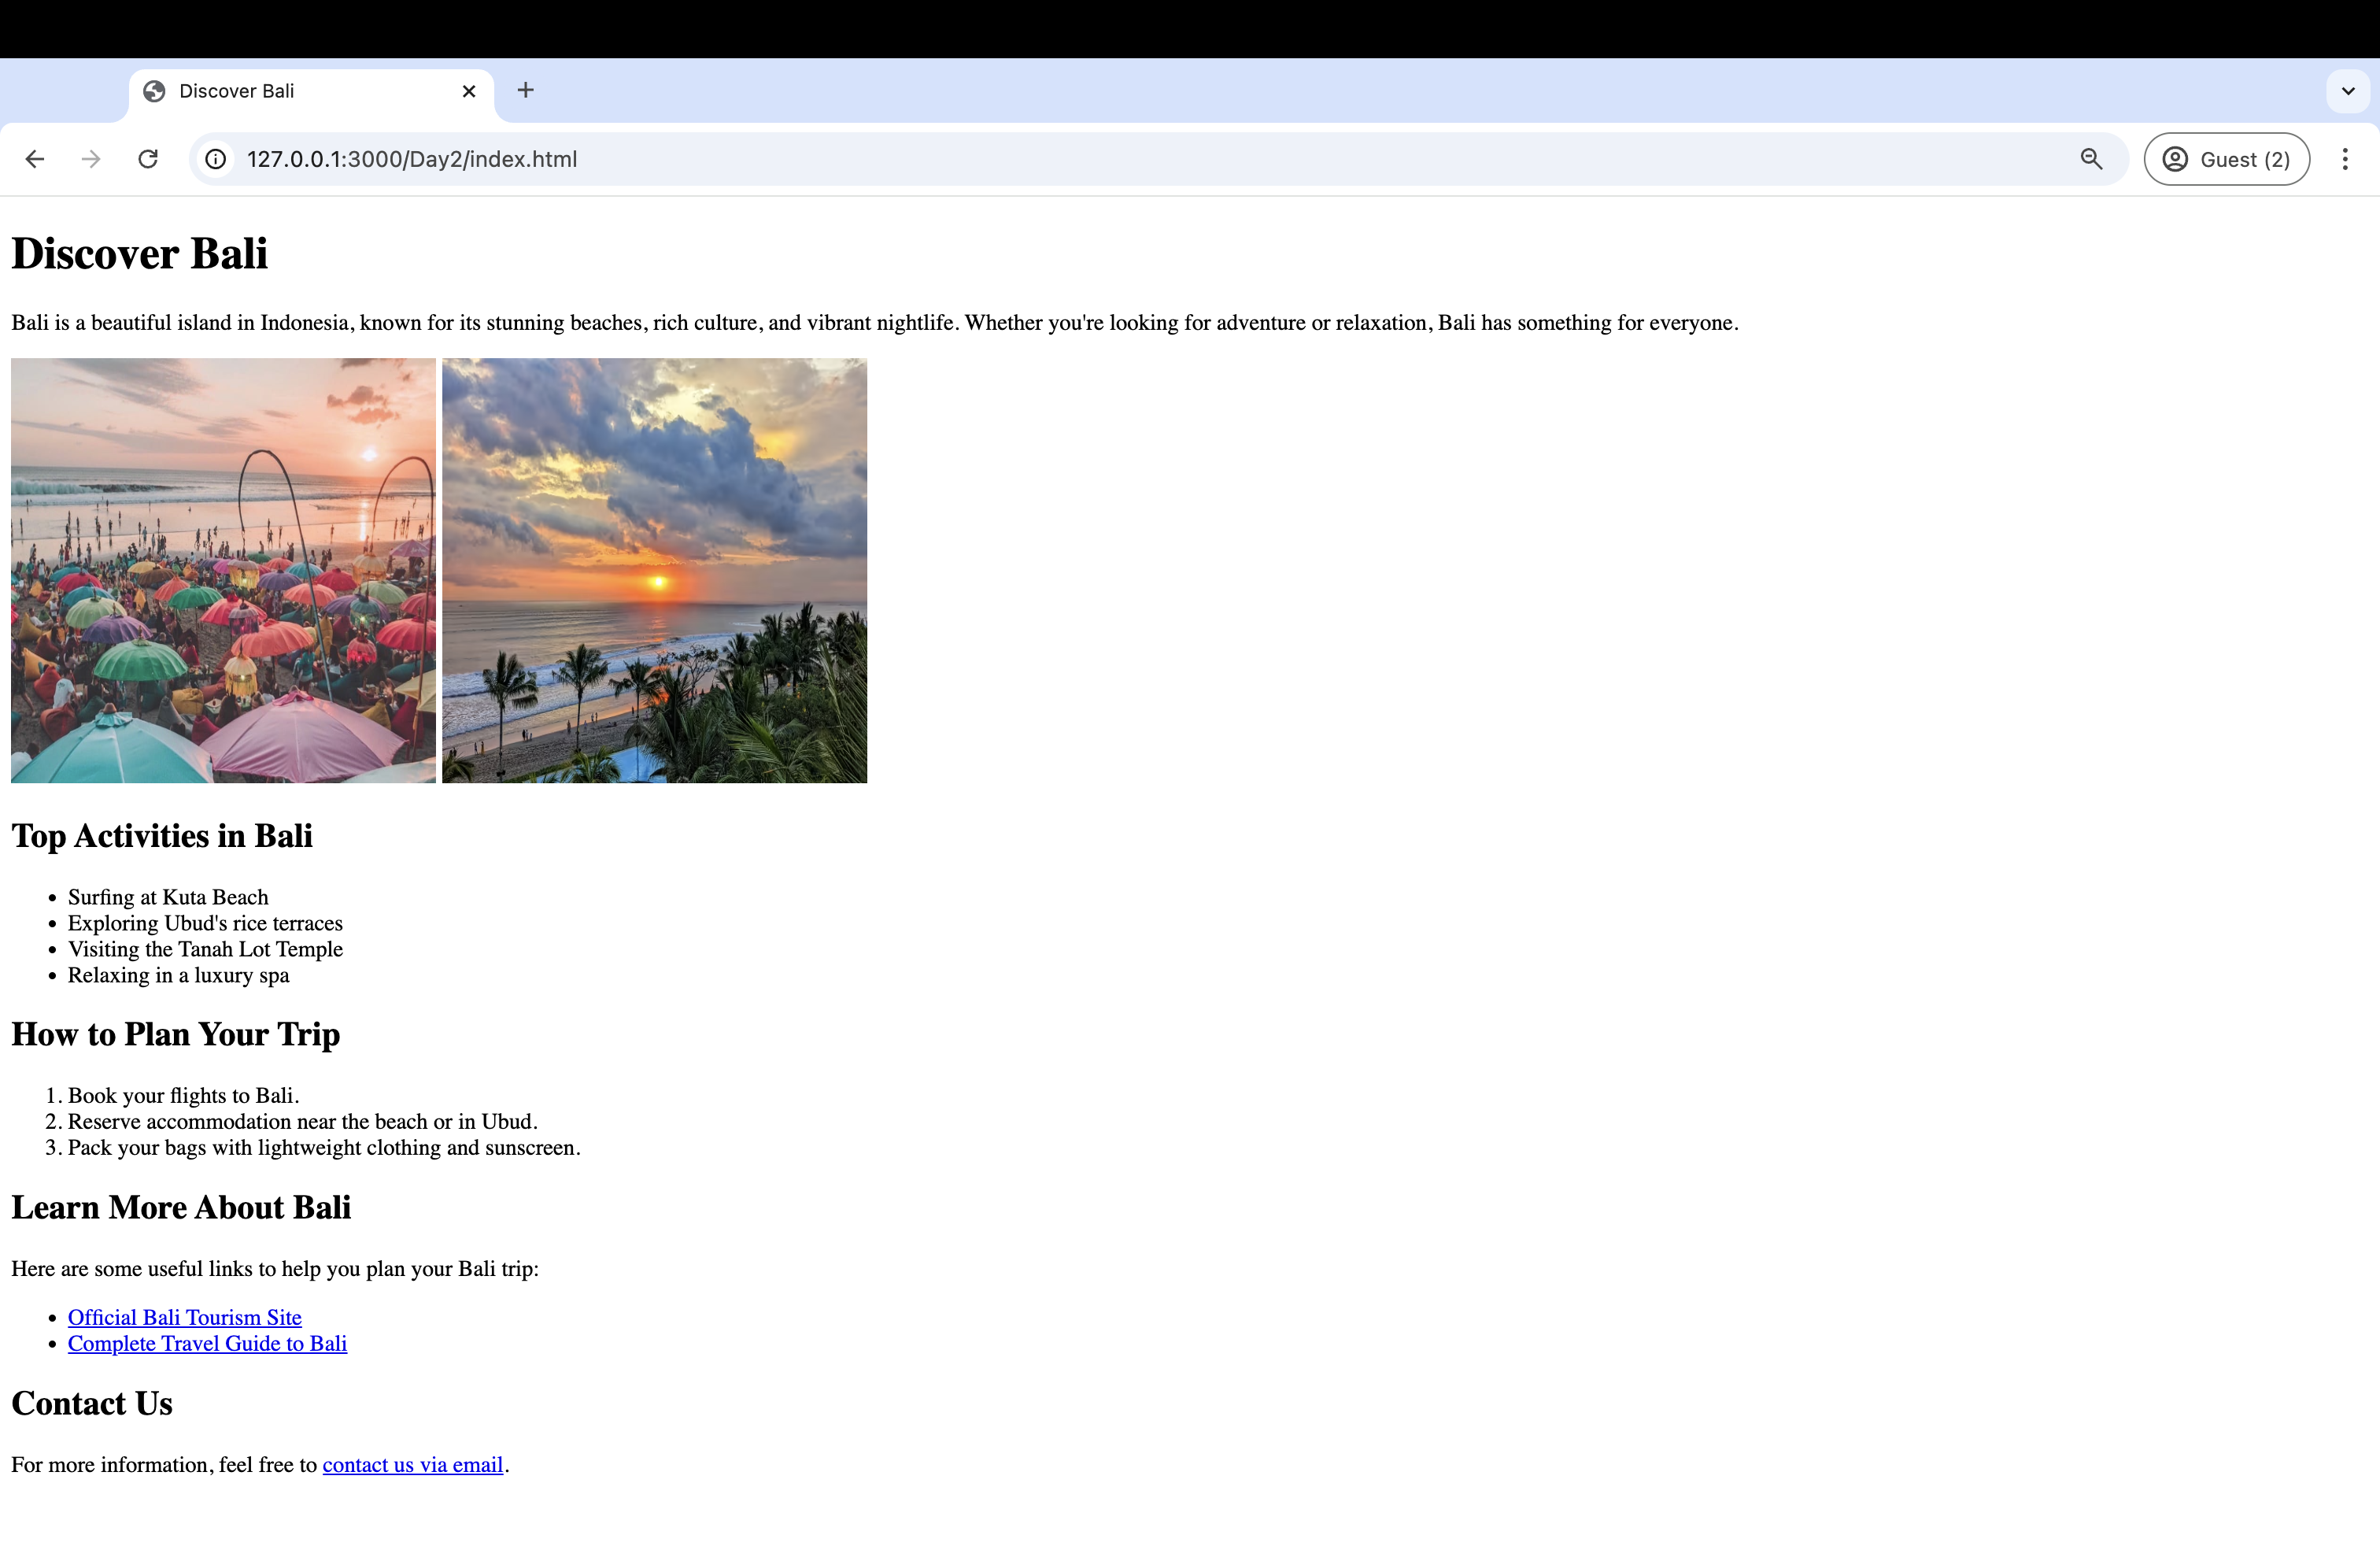 Discover Bali
127.0.0.1:3000/Day2/index.html
Guest (2)
Discover Bali
Bali is a beautiful island in Indonesia, known for its stunning beaches, rich culture, and vibrant nightlife. Whether you're looking for adventure or relaxation, Bali has something for everyone.
Top Activities in Bali
• Surfing at Kuta Beach
• Exploring Ubud's rice terraces
• Visiting the Tanah Lot Temple
• Relaxing in a luxury spa
How to Plan Your Trip
1. Book your flights to Bali.
2. Reserve accommodation near the beach or in Ubud.
3. Pack your bags with lightweight clothing and sunscreen.
Learn More About Bali
Here are some useful links to help you plan your Bali trip:
• Official Bali Tourism Site
• Complete Travel Guide to Bali
Contact Us
For more information, feel free to contact us via email.